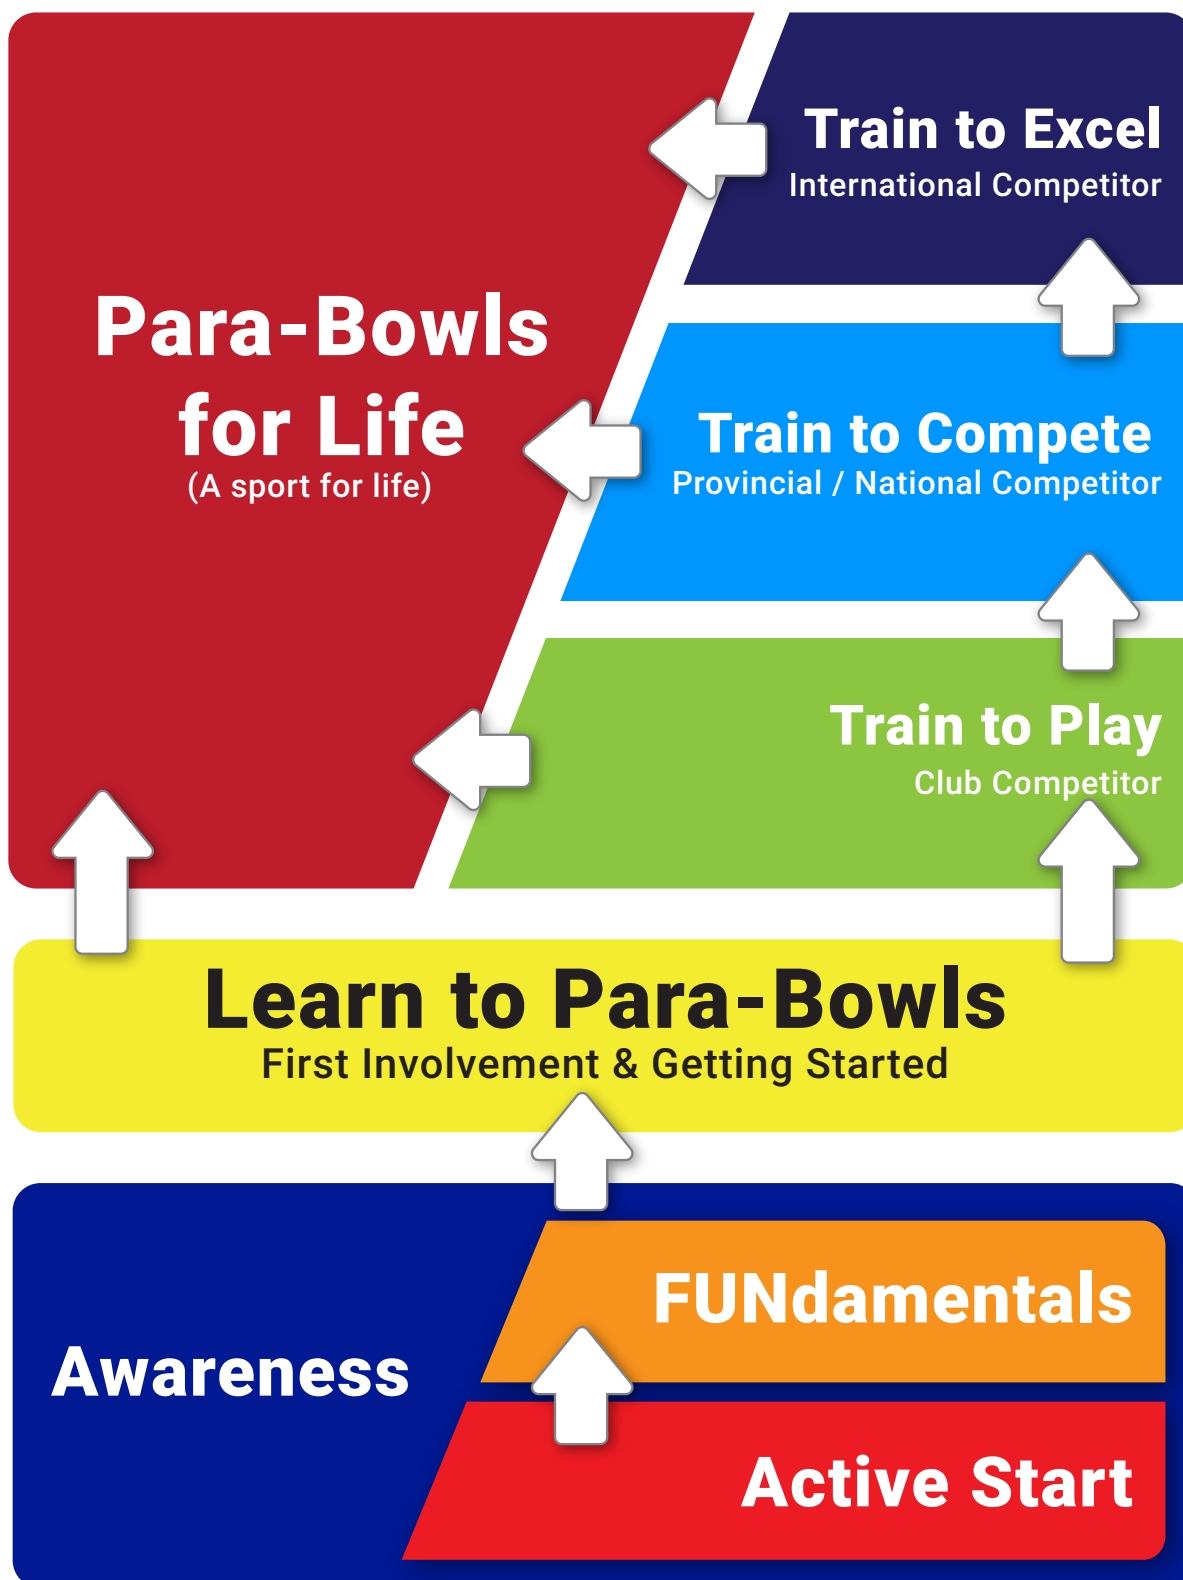 Train to Excel
International Competitor
Para-Bowls
for Life
(A sport for life)
Train to Compete
Provincial / National Competitor
Train to Play
Club Competitor
Learn to Para-Bowls
First Involvement & Getting Started
FUNdamentals
Awareness
Active Start